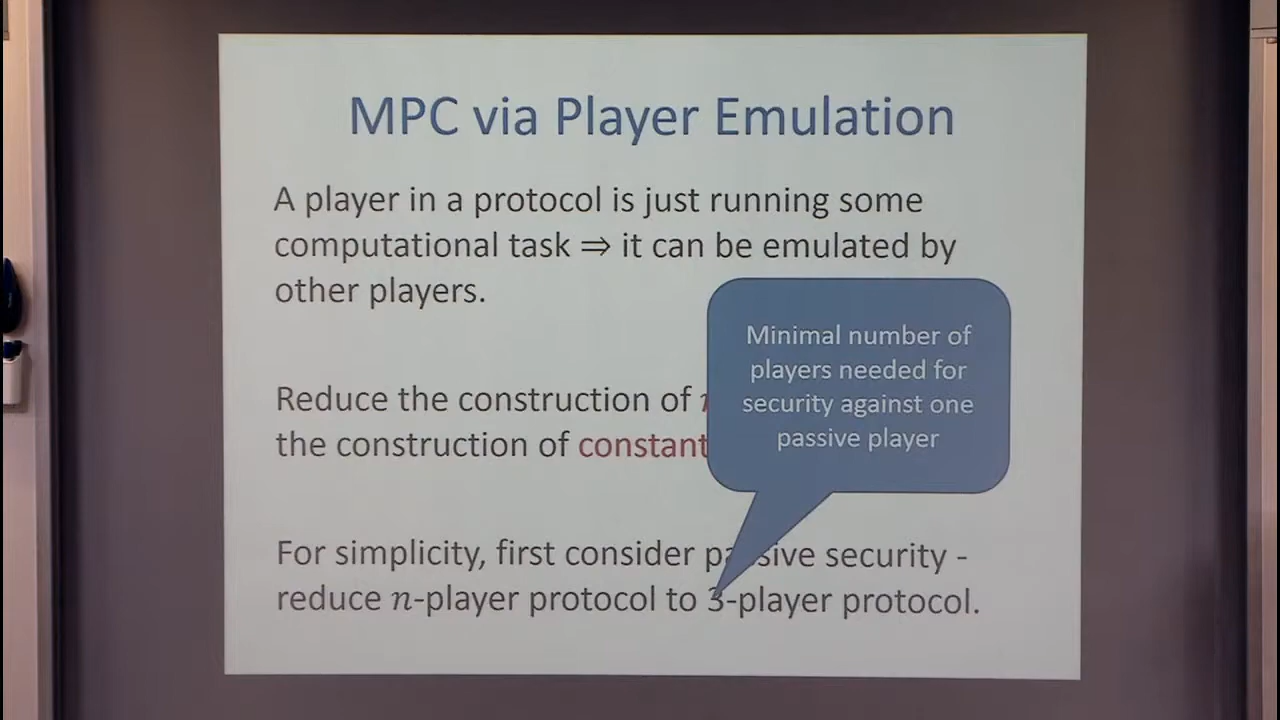 MPC via Player Emulation
A player in a protocol is just running some
computational task ⇒ it can be emulated by
other players.
Reduce the construction of
the construction of constant
Minimal number of
players needed for
security against one
passive player
For simplicity, first consider passive security -
reduce n-player protocol to 3-player protocol.